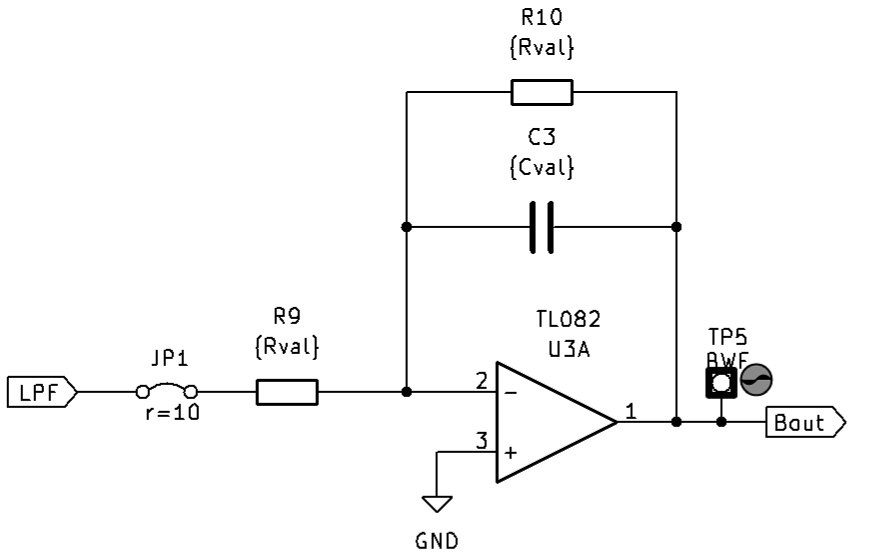 R10
{Rval}
C3
{Cval}
R9
{Rval}
TL082
U3A
JP1
TP5
BWF
LPF
r=10
2
-
1
Bout
3
+
GND